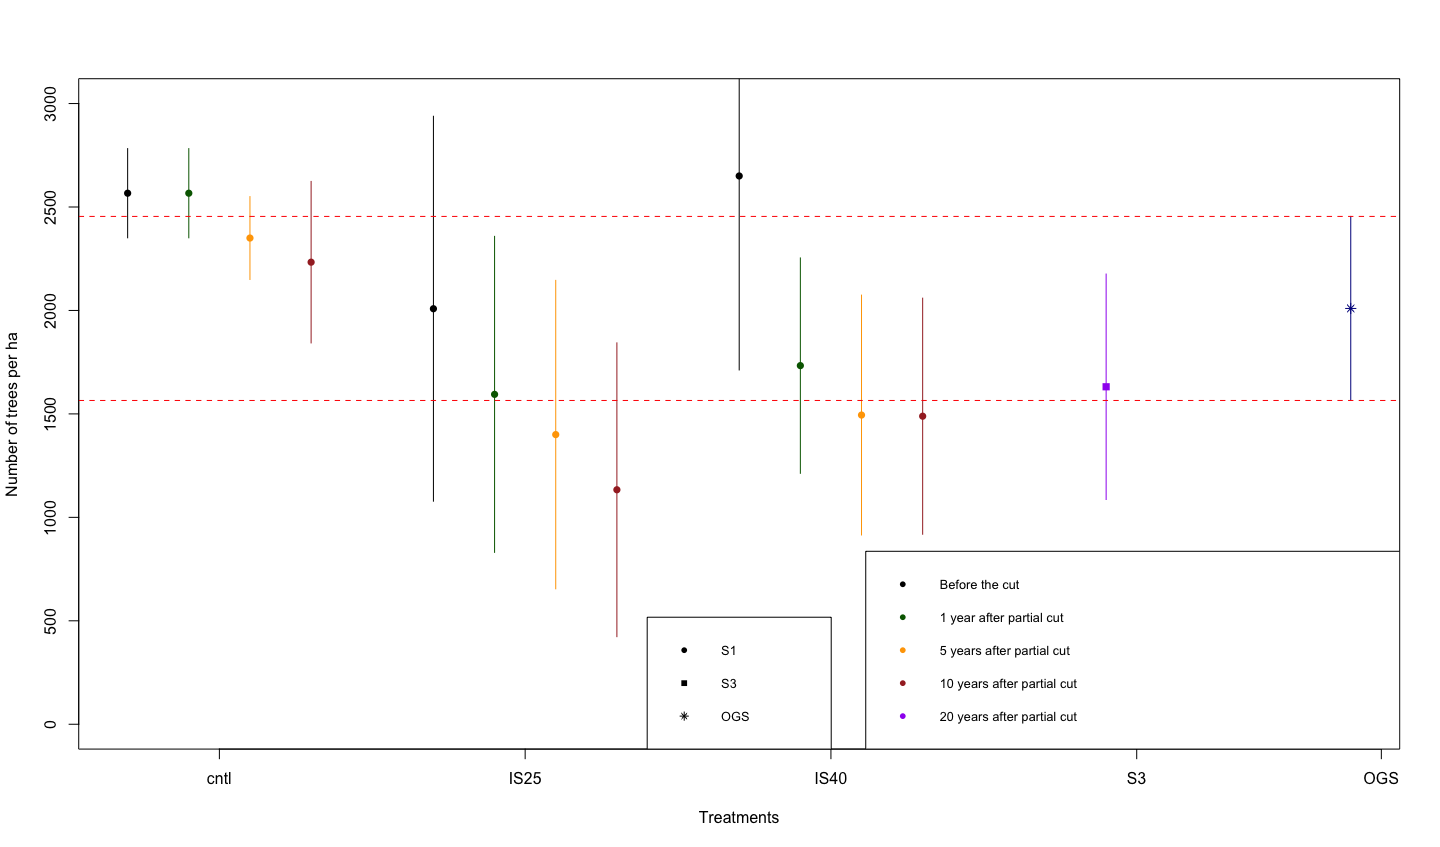 3000
2500
2000
1500
1000
500
0
Number of trees per ha
S1
S3
OGS
Before the cut
1 year after partial cut
5 years after partial cut
10 years after partial cut
20 years after partial cut
cntl IS25 IS40 S3 OGS
Treatments